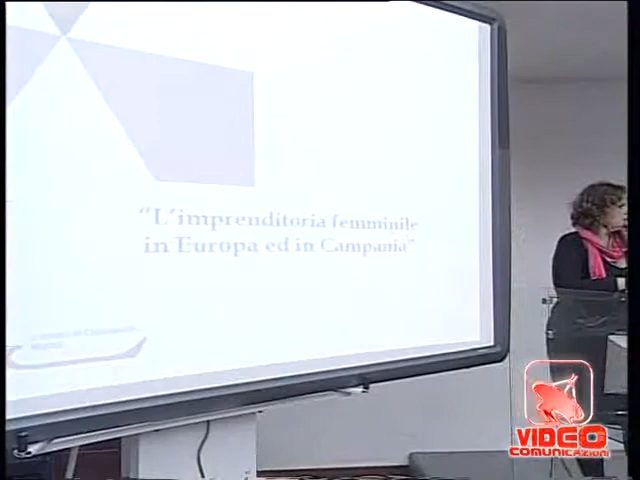 “L’imprenditoria femminile
in Europa ed in Campania”
VIDEO
COMUNICAZIONI